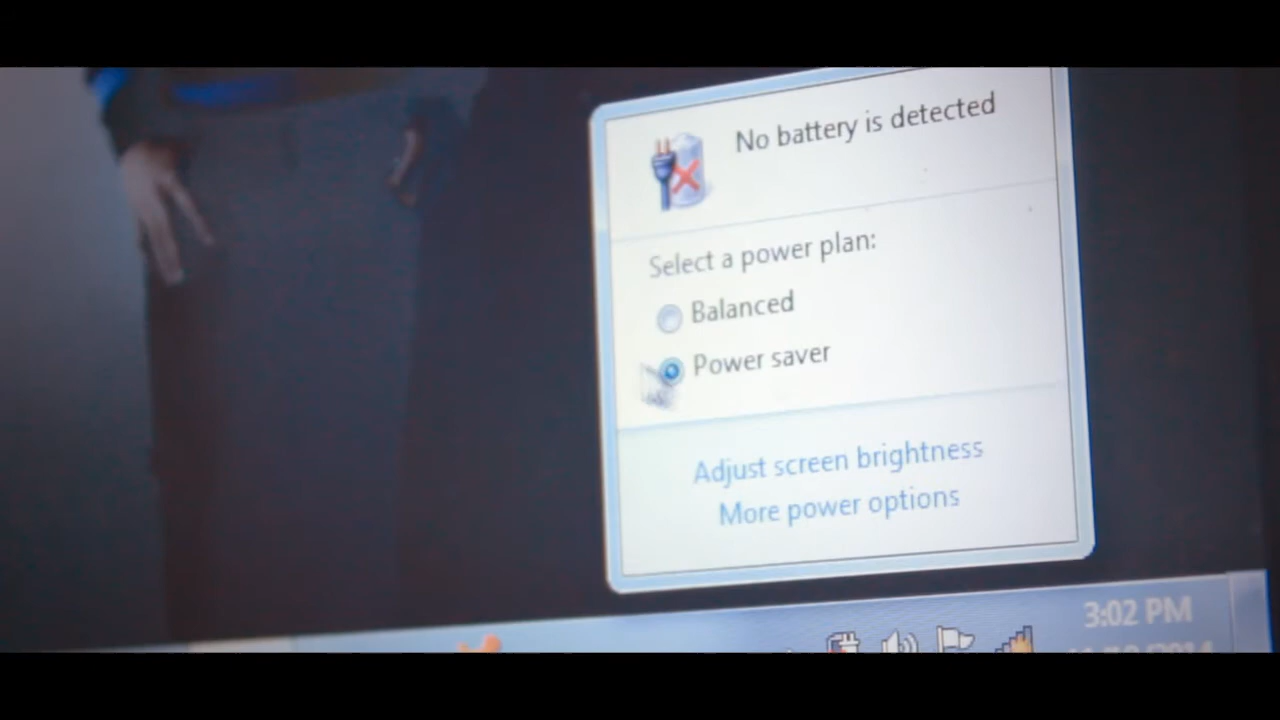 No battery is detected
Select a power plan:
Balanced
Power saver
Adjust screen brightness
More power options
3:02 PM